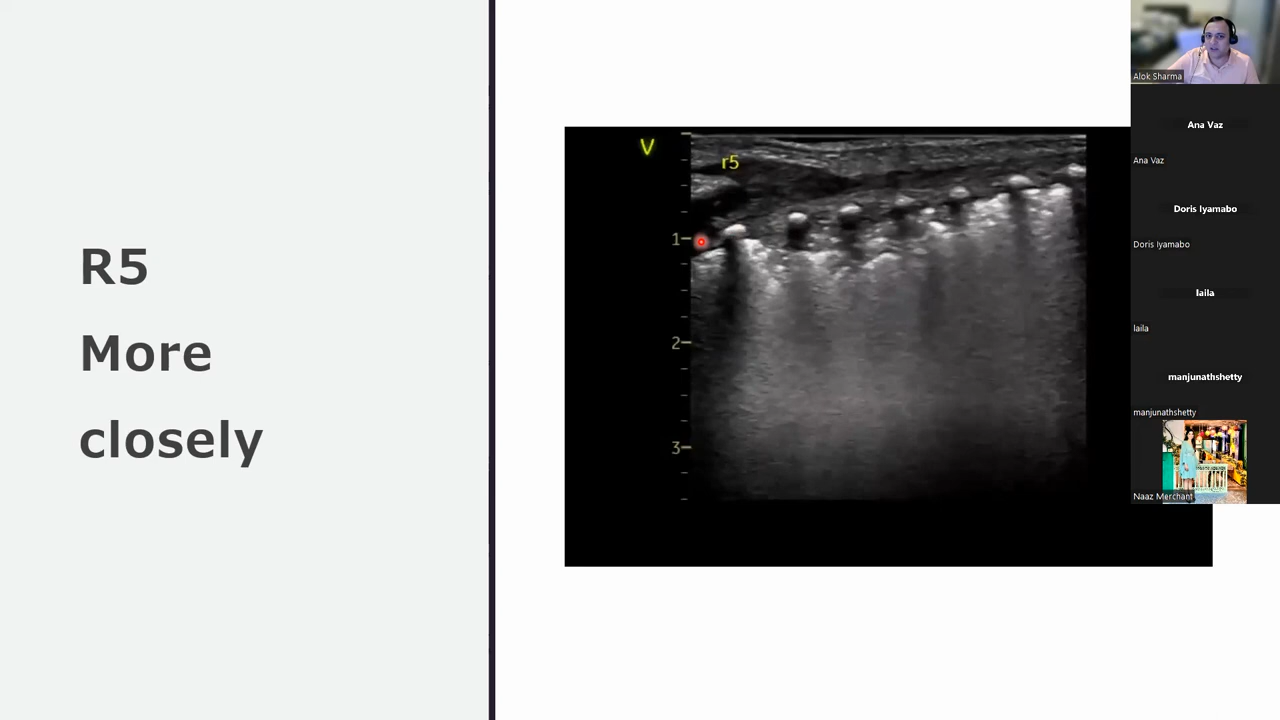 R5
More
closely
V
r5
1
2
3
Alok Sharma
Ana Vaz
Ana Vaz
Doris Iyamabo
Doris Iyamabo
laila
laila
manjunathshetty
manjunathshetty
Naaz Merchant